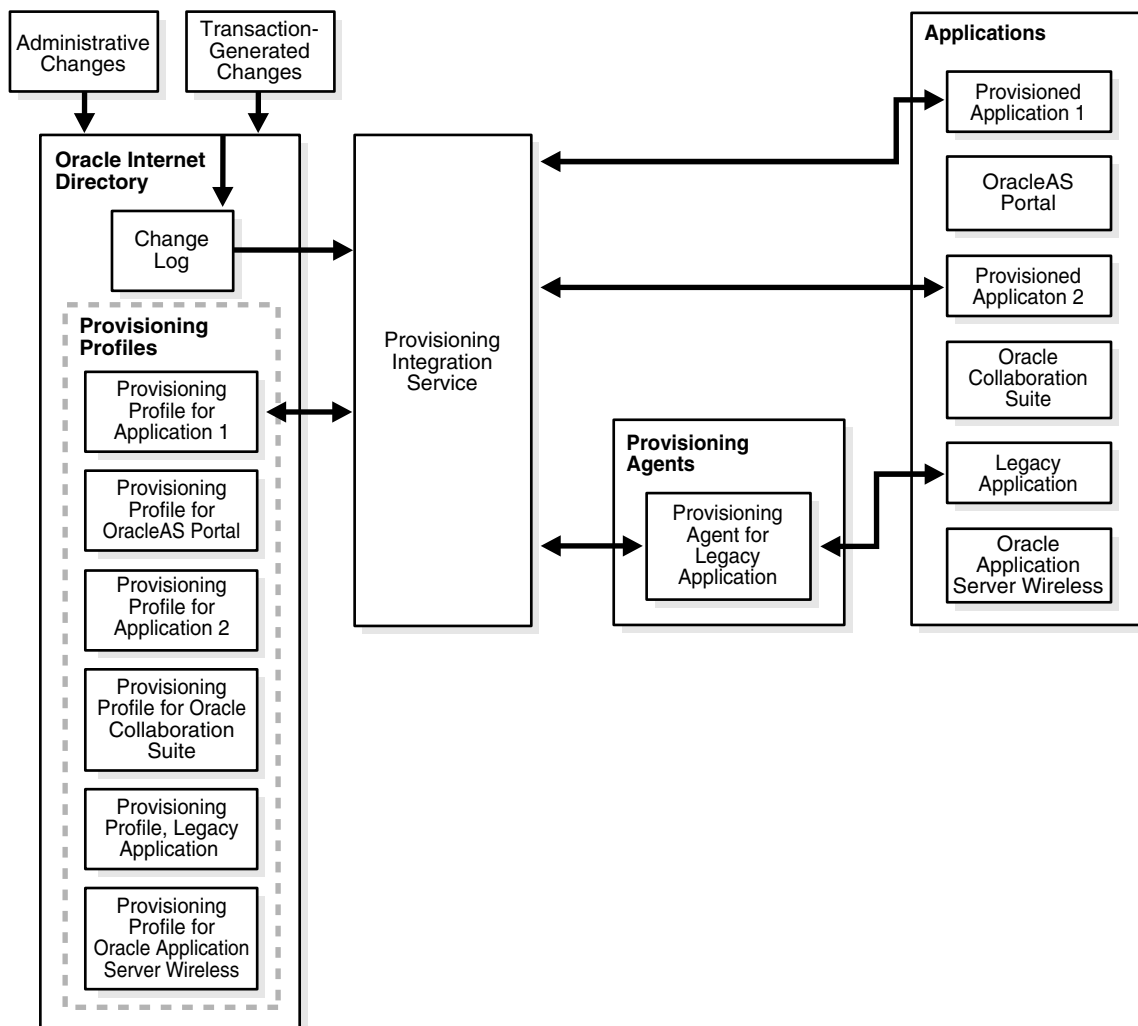 Administrative
Changes
Transaction-
Generated
Changes
Oracle Internet
Directory
Change
Log
Provisioning
Profiles
Provisioning
Profile for
Application 1
Provisioning
Profile for
OracleAS Portal
Provisioning
Profile for
Application 2
Provisioning
Profile for Oracle
Collaboration
Suite
Provisioning
Profile, Legacy
Application
Provisioning
Profile for
Oracle Application
Server Wireless
Provisioning
Integration
Service
Provisioning
Agents
Provisioning
Agent for
Legacy
Application
Applications
Provisioned
Application 1
OracleAS
Portal
Provisioned
Applicaton 2
Oracle
Collaboration
Suite
Legacy
Application
Oracle
Application
Server Wireless